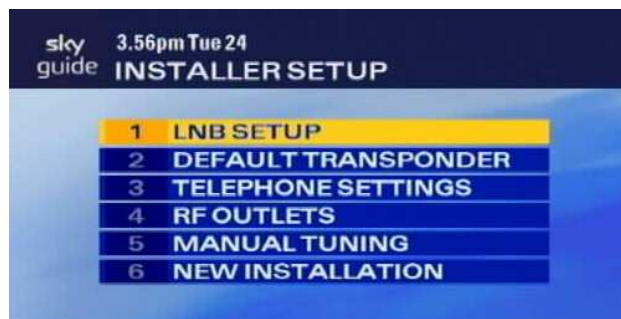 sky 3.56pm Tue 24
guide INSTALLER SETUP
1 LNB SETUP
2 DEFAULT TRANSPONDER
3 TELEPHONE SETTINGS
4 RF OUTLETS
5 MANUAL TUNING
6 NEW INSTALLATION